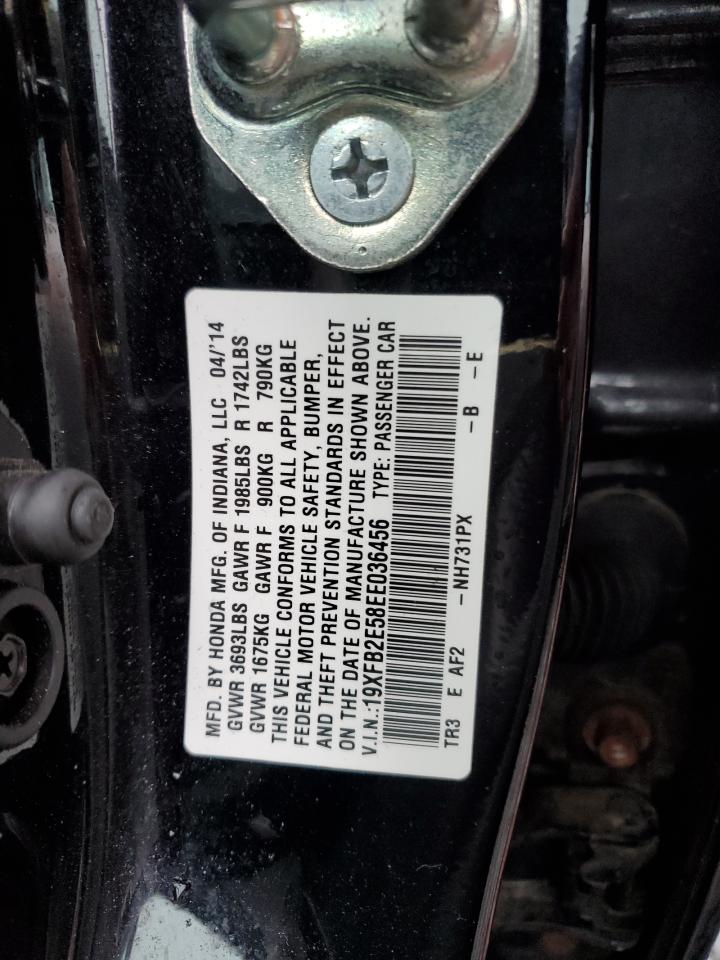 MFD. BY HONDA MFG. OF INDIANA, LLC 04/'14
GVWR 3693LBS GAWR F 1985LBS R 1742LBS
GVWR 1675KG GAWR F 900KG R 790KG
THIS VEHICLE CONFORMS TO ALL APPLICABLE
FEDERAL MOTOR VEHICLE SAFETY, BUMPER,
AND THEFT PREVENTION STANDARDS IN EFFECT
ON THE DATE OF MANUFACTURE SHOWN ABOVE.
V.I.N.:19XFB2E58EE036456 TYPE: PASSENGER CAR
TR3 E AF2 -NH731PX -B -E